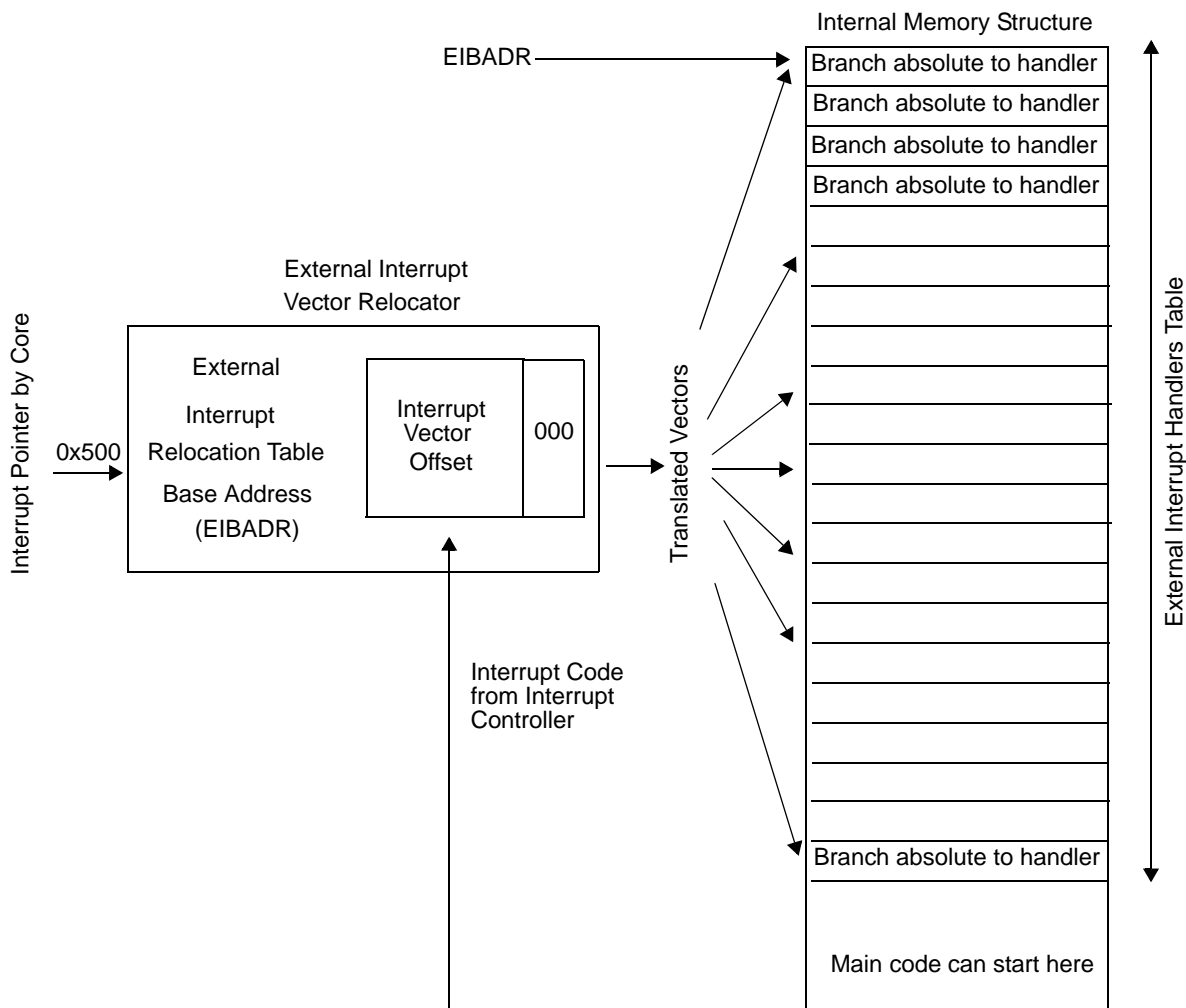 Internal Memory Structure
EIBADR
Branch absolute to handler
Branch absolute to handler
Branch absolute to handler
Branch absolute to handler
External Interrupt
Vector Relocator
Interrupt Pointer by Core
0x500
External
Interrupt
Relocation Table
Base Address
(EIBADR)
Interrupt
Vector
Offset
000
Translated Vectors
External Interrupt Handlers Table
Interrupt Code
from Interrupt
Controller
Branch absolute to handler
Main code can start here